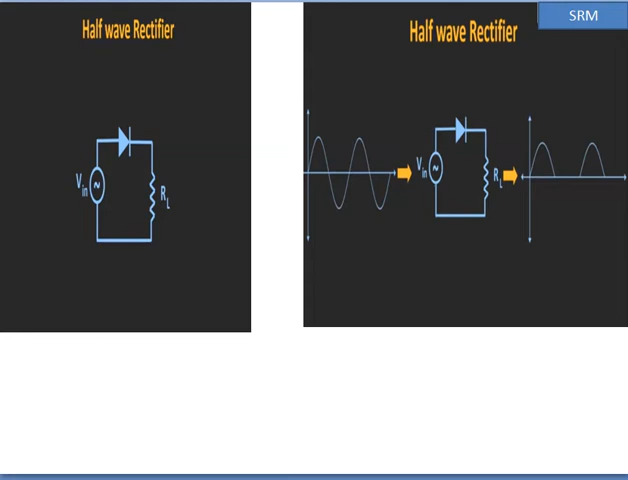 Half wave Rectifier
Vin
RL
SRM
Half wave Rectifier
Vin
RL